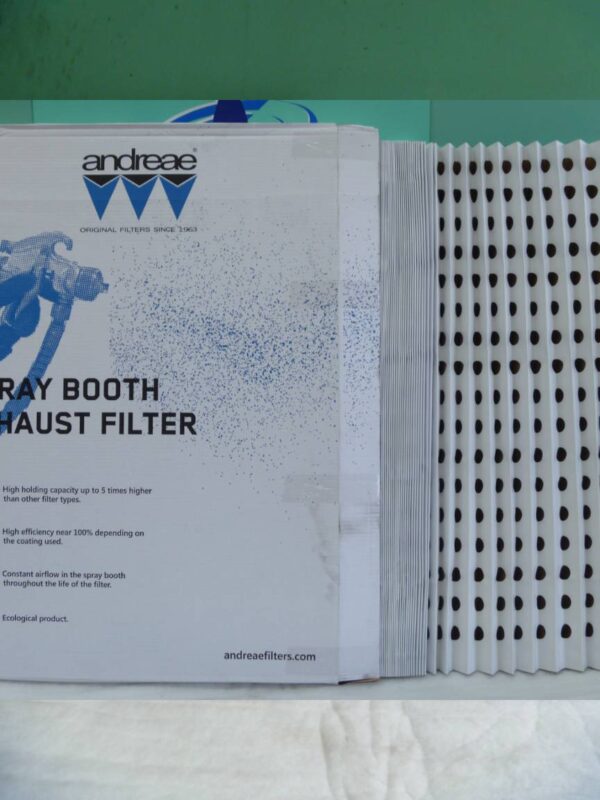 andreae®
ORIGINAL FILTERS SINCE 1963
RAY BOOTH
HAUST FILTER
High holding capacity up to 5 times higher
than other filter types.
High efficiency near 100% depending on
the coating used.
Constant airflow in the spray booth
throughout the life of the filter.
Ecological product.
andreaefilters.com